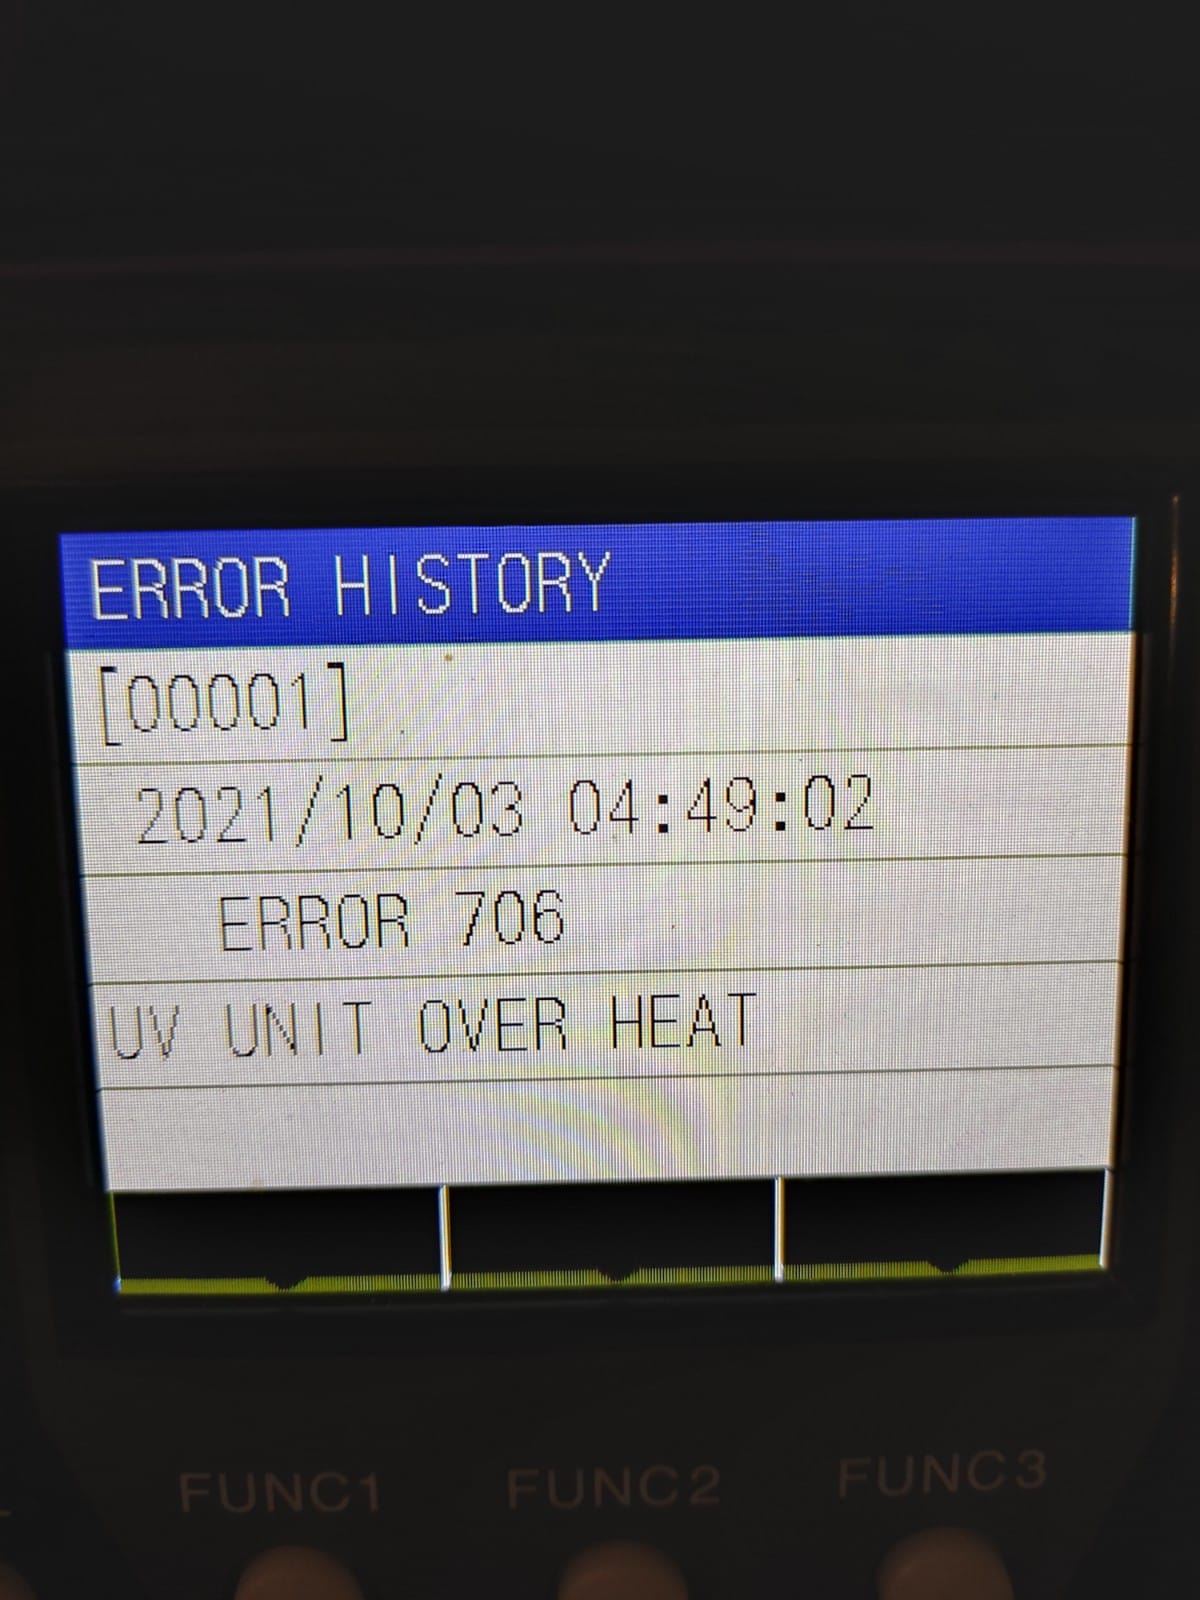 ERROR HISTORY
[00001]
2021/10/03 04:49:02
ERROR 706
UV UNIT OVER HEAT
FUNC1 FUNC2 FUNC3